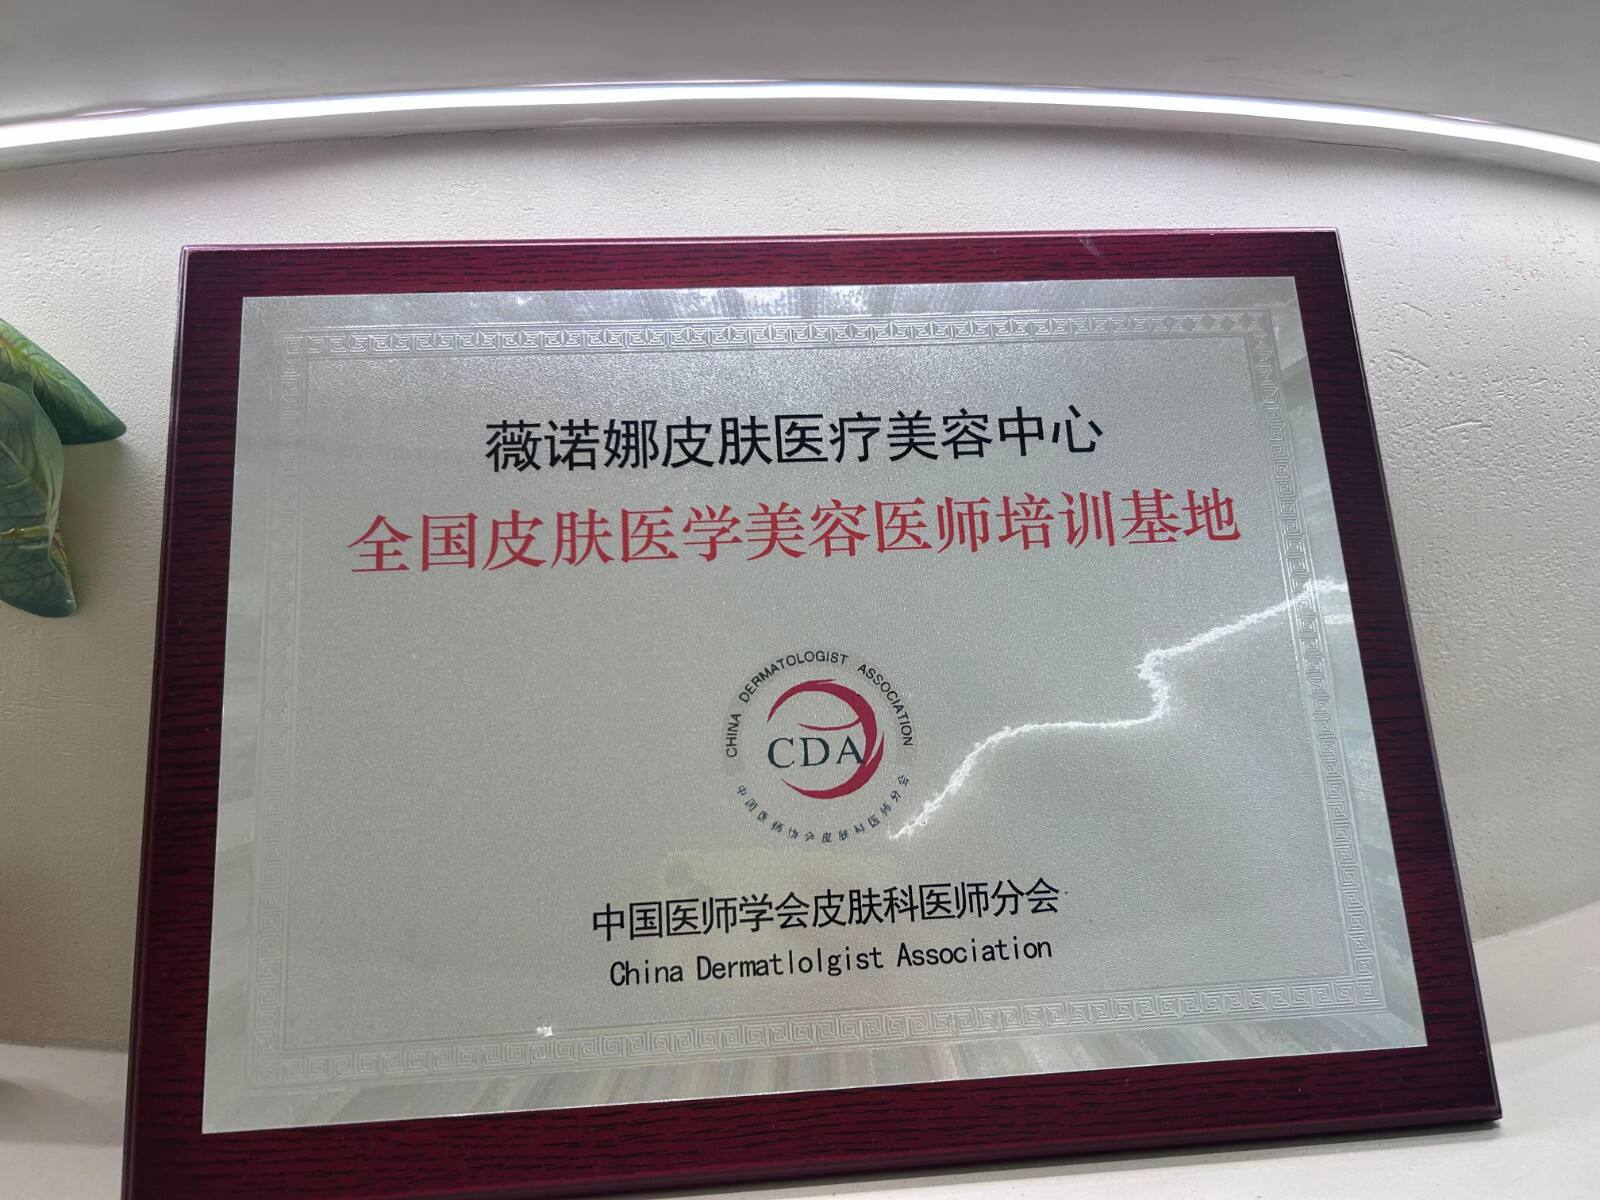 薇诺娜皮肤医疗美容中心
全国皮肤医学美容医师培训基地
CHINA DERMATOLOGIST ASSOCIATION
CDA
中国医师协会皮肤科医师分会
中国医师学会皮肤科医师分会
China Dermatlolgist Association